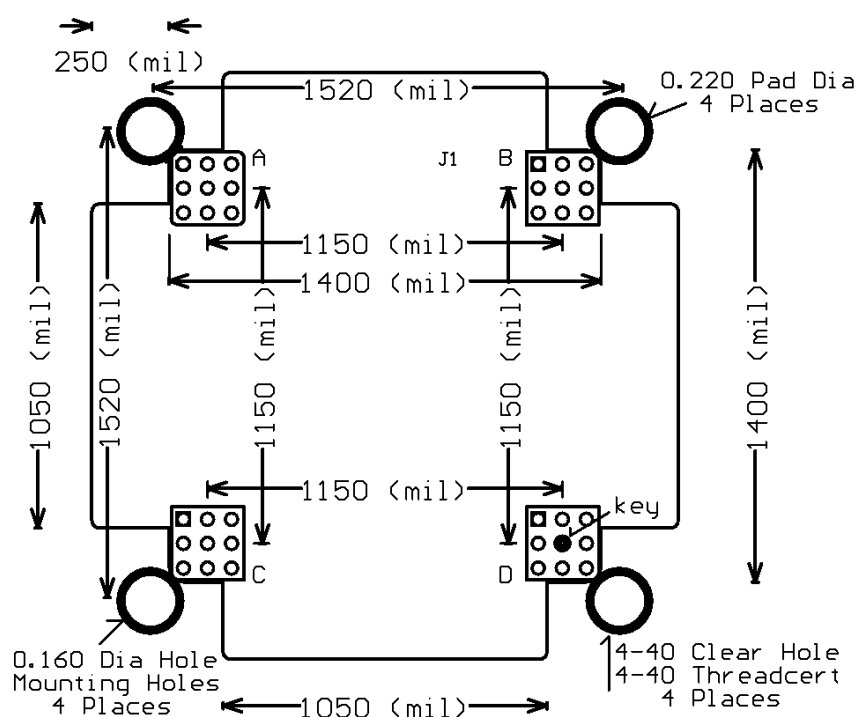 250 (mil)
1520 (mil)
0.220 Pad Dia
4 Places
A
J1
B
1150 (mil)
1400 (mil)
1050 (mil)
1520 (mil)
1150 (mil)
1150 (mil)
1400 (mil)
1150 (mil)
key
C
D
0.160 Dia Hole
Mounting Holes
4 Places
4-40 Clear Hole
4-40 Threadcert
4 Places
1050 (mil)